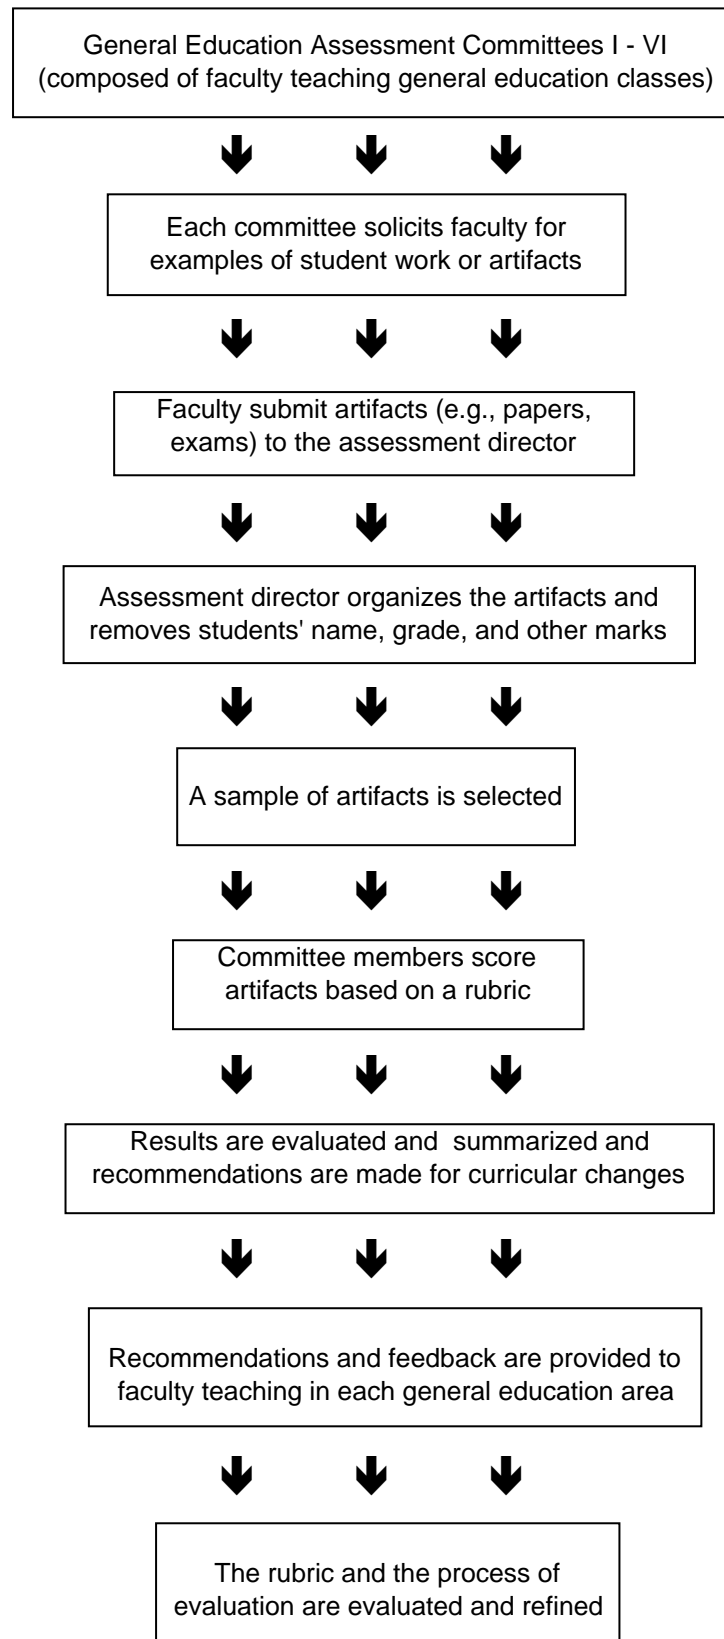 General Education Assessment Committees I - VI
(composed of faculty teaching general education classes)
Each committee solicits faculty for
examples of student work or artifacts
Faculty submit artifacts (e.g., papers,
exams) to the assessment director
Assessment director organizes the artifacts and
removes students' name, grade, and other marks
A sample of artifacts is selected
Committee members score
artifacts based on a rubric
Results are evaluated and  summarized and
recommendations are made for curricular changes
Recommendations and feedback are provided to
faculty teaching in each general education area
The rubric and the process of
evaluation are evaluated and refined